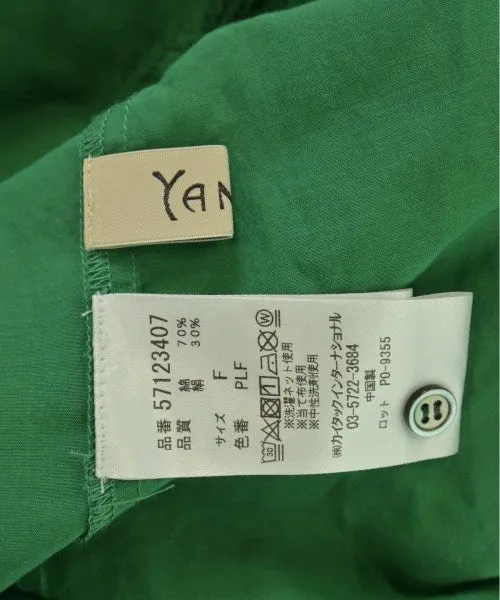 YAN
品番 57123407
品質 綿 70%
絹 30%
サイズ F
色番 PLF
30
※洗濯ネット使用
※当て布使用
※中性洗剤使用
㈱カイタックインターナショナル
03-5722-3684
中国製
ロット PO-9355